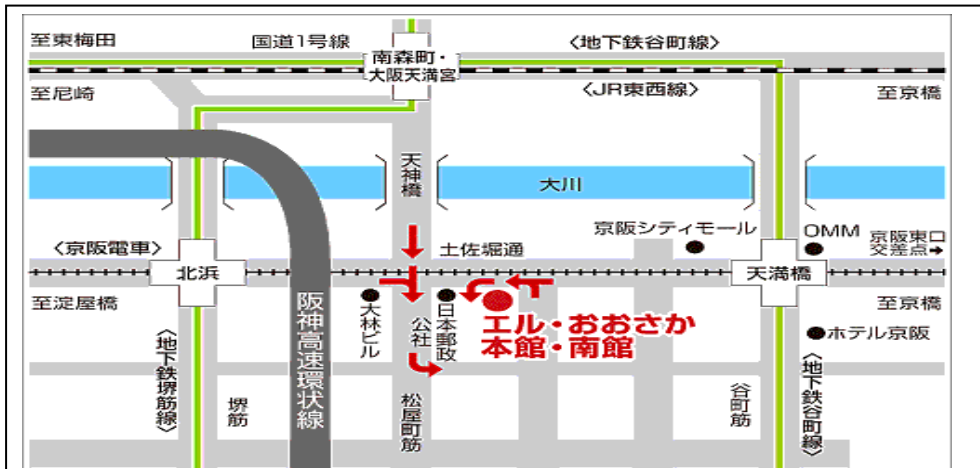 至東梅田
国道1号線
〈地下鉄谷町線〉
南森町・
大阪天満宮
至尼崎
〈JR東西線〉
至京橋
天神橋
大川
〈京阪電車〉
土佐堀通
京阪シティモール
OMM
京阪東口
交差点→
北浜
天満橋
至淀屋橋
大林ビル
公社
日本郵政
エル・おおさか
本館・南館
至京橋
ホテル京阪
阪神高速環状線
〈地下鉄堺筋線〉
堺筋
松屋町筋
谷町筋
〈地下鉄谷町線〉